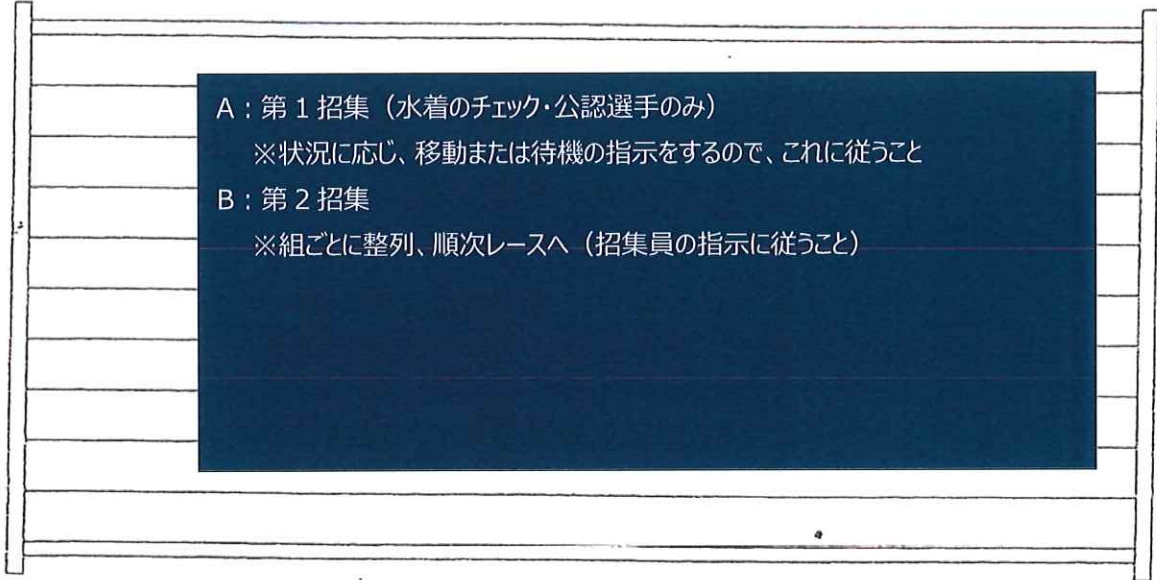 A：第１招集（水着のチェック・公認選手のみ）
※状況に応じ、移動または待機の指示をするので、これに従うこと
B：第２招集
※組ごとに整列、順次レースへ（招集員の指示に従うこと）